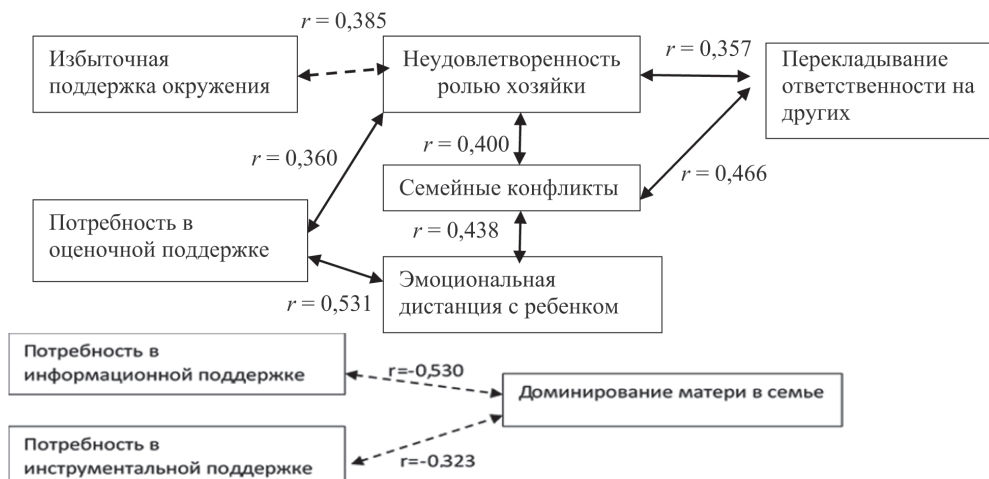 r = 0,385
Избыточная
поддержка окружения
Неудовлетворенность
ролью хозяйки
r = 0,357
Перекладывание
ответственности на
других
r = 0,360
r = 0,400
r = 0,466
Семейные конфликты
Потребность в
оценочной поддержке
r = 0,438
Эмоциональная
дистанция с ребенком
r = 0,531
Потребность в
информационной поддержке
r=-0,530
Доминирование матери в семье
Потребность в
инструментальной поддержке
r=-0.323